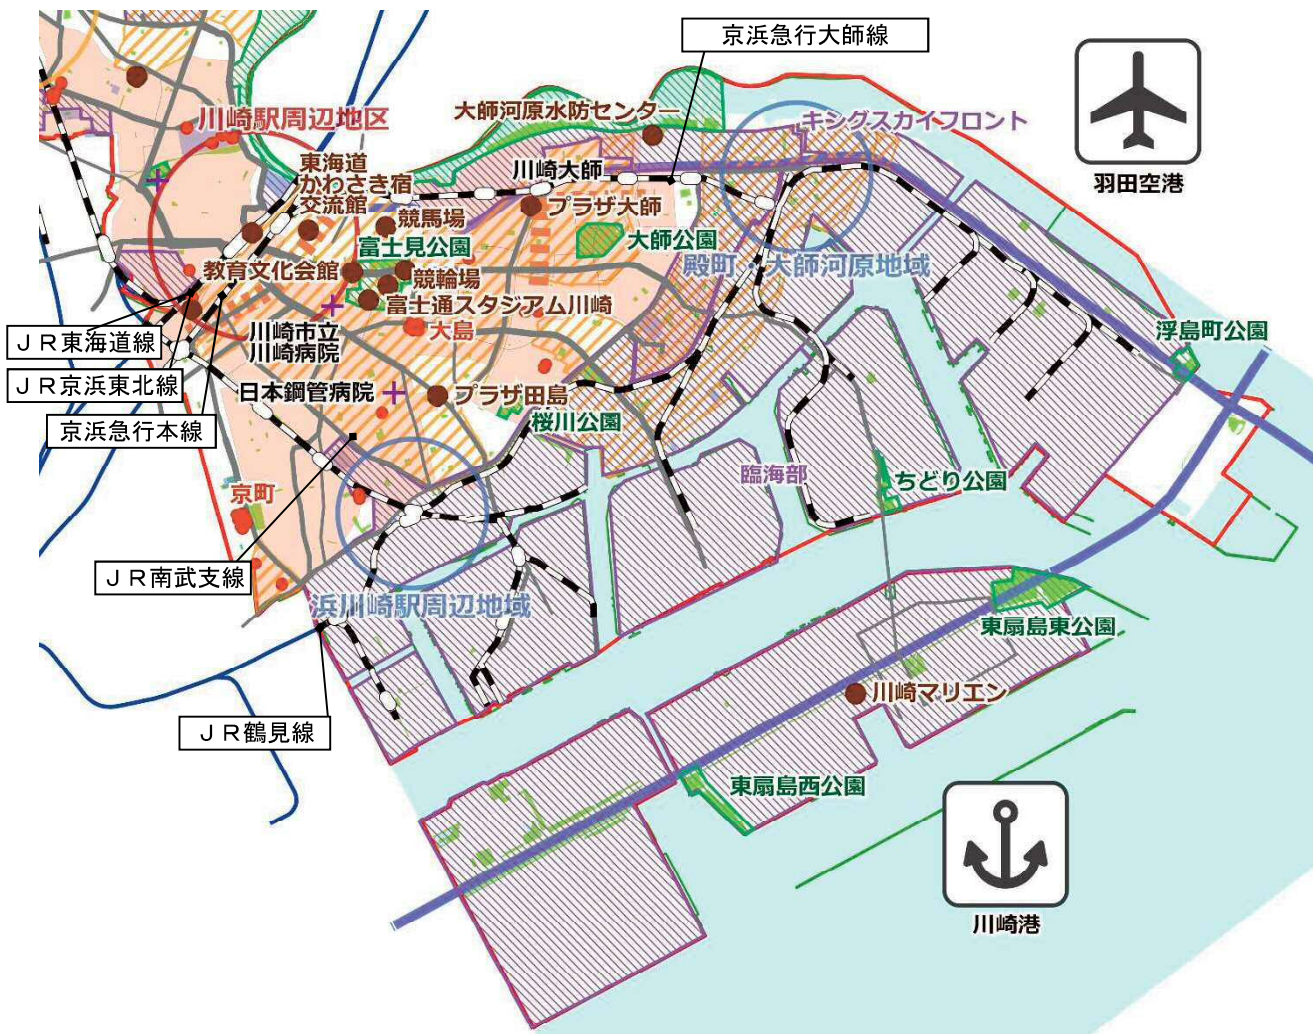 京浜急行大師線
大師河原水防センター
キングスカイフロント
川崎駅周辺地区
羽田空港
東海道
かわさき宿
交流館
川崎大師
プラザ大師
競馬場
富士見公園
大師公園
教育文化会館
競輪場
殿町・大師河原地域
富士通スタジアム川崎
大島
川崎市立
川崎病院
ＪＲ東海道線
浮島町公園
ＪＲ京浜東北線
日本鋼管病院
プラザ田島
京浜急行本線
桜川公園
臨海部
ちどり公園
京町
ＪＲ南武支線
浜川崎駅周辺地域
東扇島東公園
川崎マリエン
ＪＲ鶴見線
東扇島西公園
川崎港